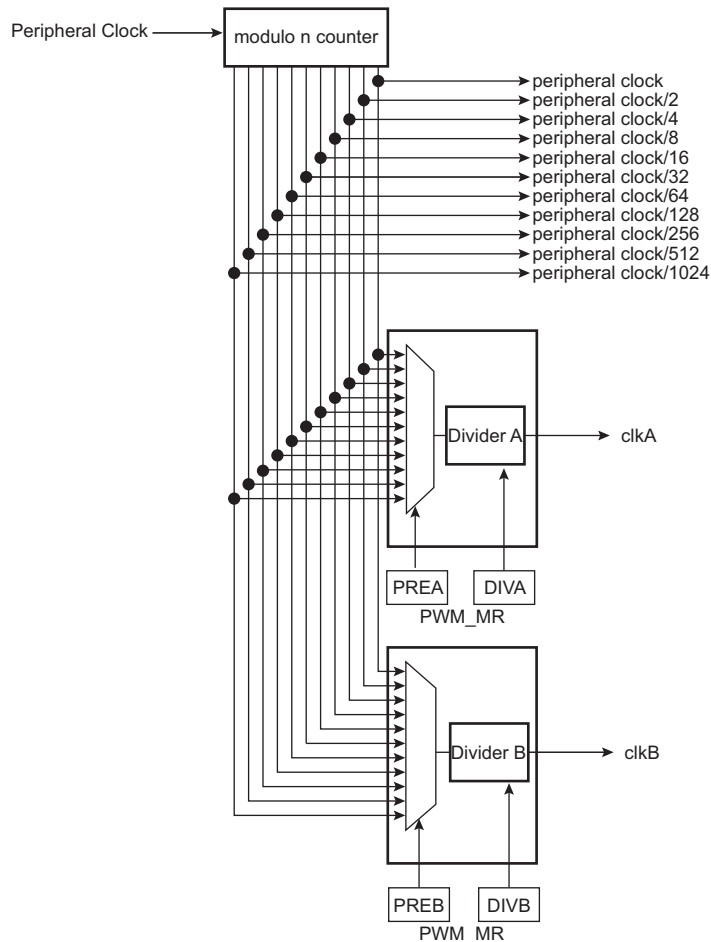 Peripheral Clock
modulo n counter
peripheral clock
peripheral clock/2
peripheral clock/4
peripheral clock/8
peripheral clock/16
peripheral clock/32
peripheral clock/64
peripheral clock/128
peripheral clock/256
peripheral clock/512
peripheral clock/1024
Divider A
clkA
PREA
DIVA
PWM_MR
Divider B
clkB
PREB
DIVB
PWM_MR